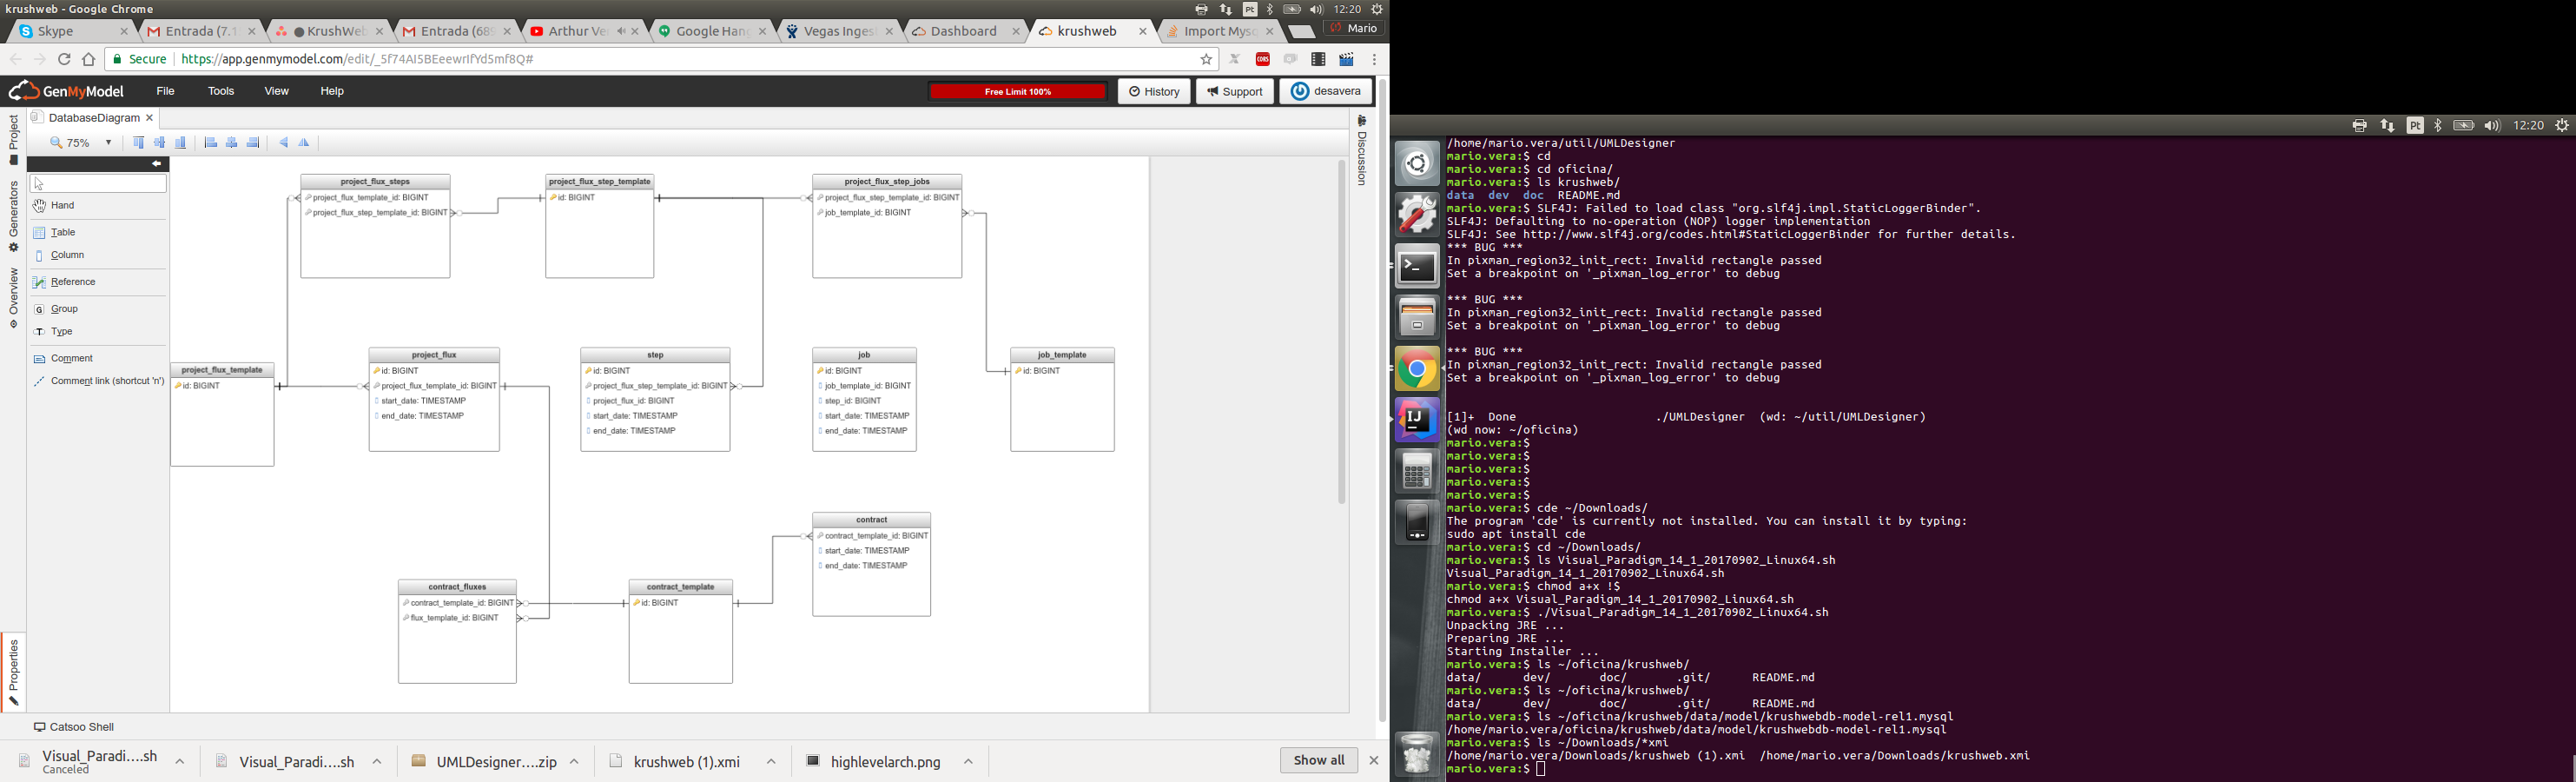 krushweb - Google Chrome
Pt
12:20
Skype
Entrada (7.1
KrushWeb
Entrada (689
Arthur Ve
Google Hang
Vegas Inges
Dashboard
krushweb
Import Mysq
Mario
Secure
https://app.genmymodel.com/edit/_5f74AI5BEeewrIfYd5mf8Q#
GenMyModel
File
Tools
View
Help
Free Limit 100%
History
Support
desavera
DatabaseDiagram
75%
Project
Generators
Overview
Properties
Discussion
Hand
Table
Column
Reference
Group
Type
Comment
Comment link (shortcut 'n')
project_flux_steps
project_flux_template_id: BIGINT
project_flux_step_template_id: BIGINT
project_flux_step_template
id: BIGINT
project_flux_step_jobs
project_flux_step_template_id: BIGINT
job_template_id: BIGINT
project_flux_template
id: BIGINT
project_flux
id: BIGINT
project_flux_template_id: BIGINT
start_date: TIMESTAMP
end_date: TIMESTAMP
step
id: BIGINT
project_flux_step_template_id: BIGINT
project_flux_id: BIGINT
start_date: TIMESTAMP
end_date: TIMESTAMP
job
id: BIGINT
job_template_id: BIGINT
step_id: BIGINT
start_date: TIMESTAMP
end_date: TIMESTAMP
job_template
id: BIGINT
contract
contract_template_id: BIGINT
start_date: TIMESTAMP
end_date: TIMESTAMP
contract_fluxes
contract_template_id: BIGINT
flux_template_id: BIGINT
contract_template
id: BIGINT
Catsoo Shell
Visual_Paradi....sh
Canceled
Visual_Paradi....sh
UMLDesigner....zip
krushweb (1).xmi
highlevelarch.png
Show all
Pt
12:20
/home/mario.vera/util/UMLDesigner
mario.vera:$ cd
mario.vera:$ cd oficina/
mario.vera:$ ls krushweb/
data  dev  doc  README.md
mario.vera:$ SLF4J: Failed to load class "org.slf4j.impl.StaticLoggerBinder".
SLF4J: Defaulting to no-operation (NOP) logger implementation
SLF4J: See http://www.slf4j.org/codes.html#StaticLoggerBinder for further details.
*** BUG ***
In pixman_region32_init_rect: Invalid rectangle passed
Set a breakpoint on '_pixman_log_error' to debug
*** BUG ***
In pixman_region32_init_rect: Invalid rectangle passed
Set a breakpoint on '_pixman_log_error' to debug
*** BUG ***
In pixman_region32_init_rect: Invalid rectangle passed
Set a breakpoint on '_pixman_log_error' to debug
[1]+  Done                    ./UMLDesigner  (wd: ~/util/UMLDesigner)
(wd now: ~/oficina)
mario.vera:$
mario.vera:$
mario.vera:$
mario.vera:$
mario.vera:$
mario.vera:$ cde ~/Downloads/
The program 'cde' is currently not installed. You can install it by typing:
sudo apt install cde
mario.vera:$ cd ~/Downloads/
mario.vera:$ ls Visual_Paradigm_14_1_20170902_Linux64.sh
Visual_Paradigm_14_1_20170902_Linux64.sh
mario.vera:$ chmod a+x !$
chmod a+x Visual_Paradigm_14_1_20170902_Linux64.sh
mario.vera:$ ./Visual_Paradigm_14_1_20170902_Linux64.sh
Unpacking JRE ...
Preparing JRE ...
Starting Installer ...
mario.vera:$ ls ~/oficina/krushweb/
data/      dev/       doc/       .git/      README.md
mario.vera:$ ls ~/oficina/krushweb/
data/      dev/       doc/       .git/      README.md
mario.vera:$ ls ~/oficina/krushweb/data/model/krushwebdb-model-rel1.mysql
/home/mario.vera/oficina/krushweb/data/model/krushwebdb-model-rel1.mysql
mario.vera:$ ls ~/Downloads/*xmi
/home/mario.vera/Downloads/krushweb (1).xmi  /home/mario.vera/Downloads/krushweb.xmi
mario.vera:$